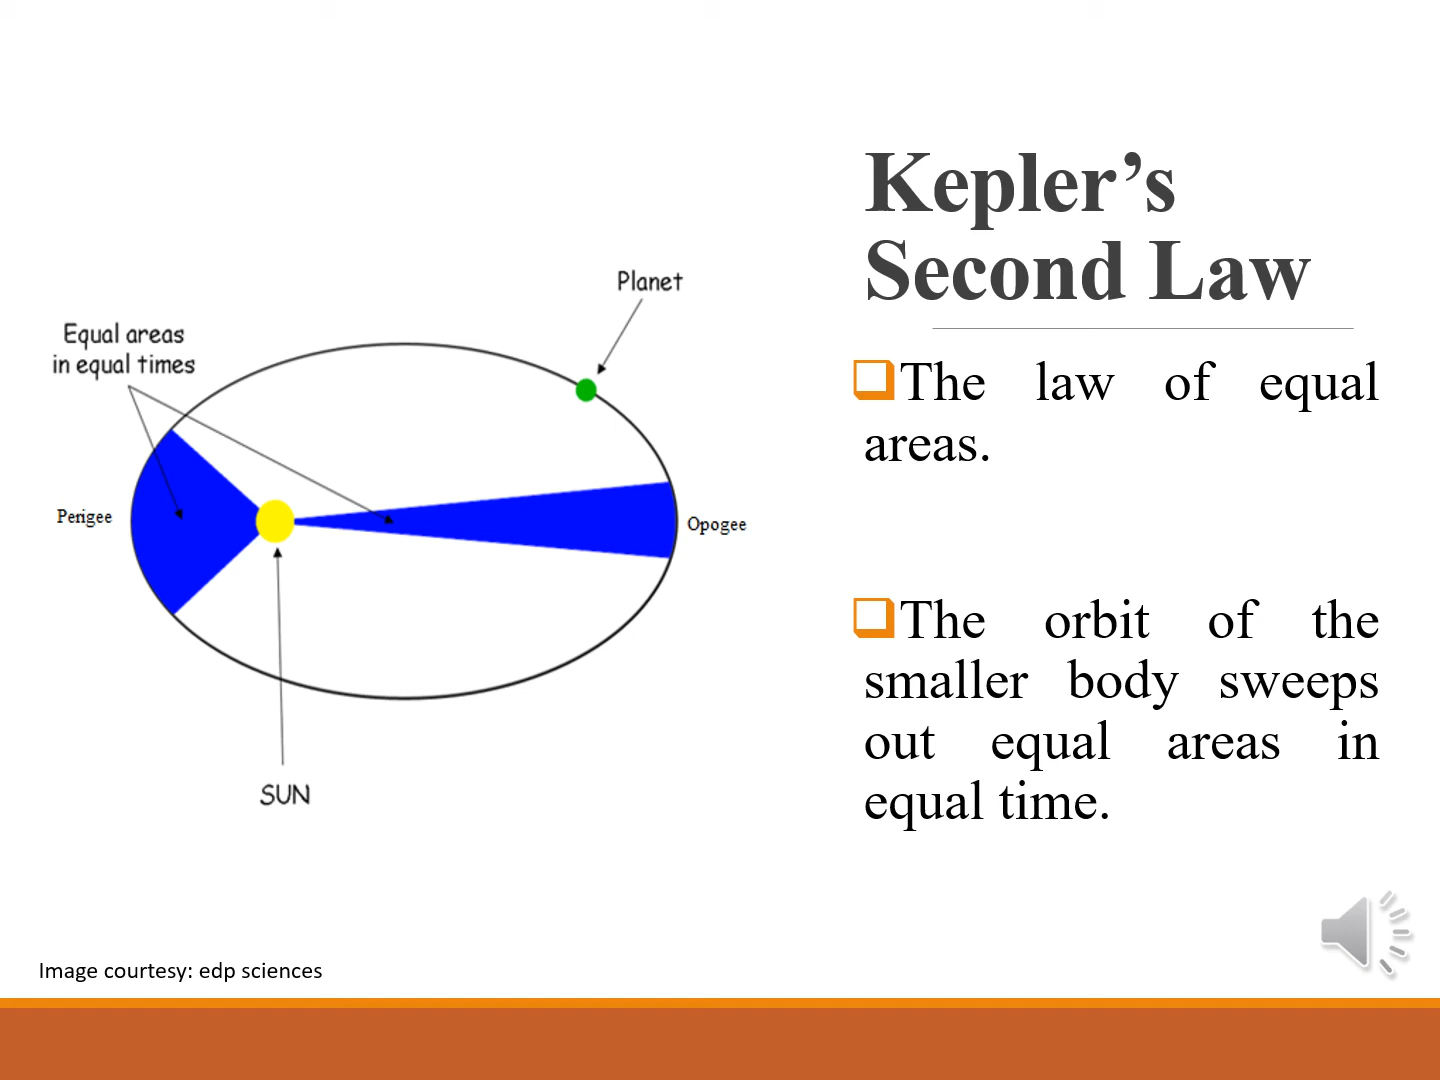 Kepler’s
Second Law
Planet
Equal areas
in equal times
Perigee
Opogee
SUN
The law of equal
areas.
The orbit of the
smaller body sweeps
out equal areas in
equal time.
Image courtesy: edp sciences